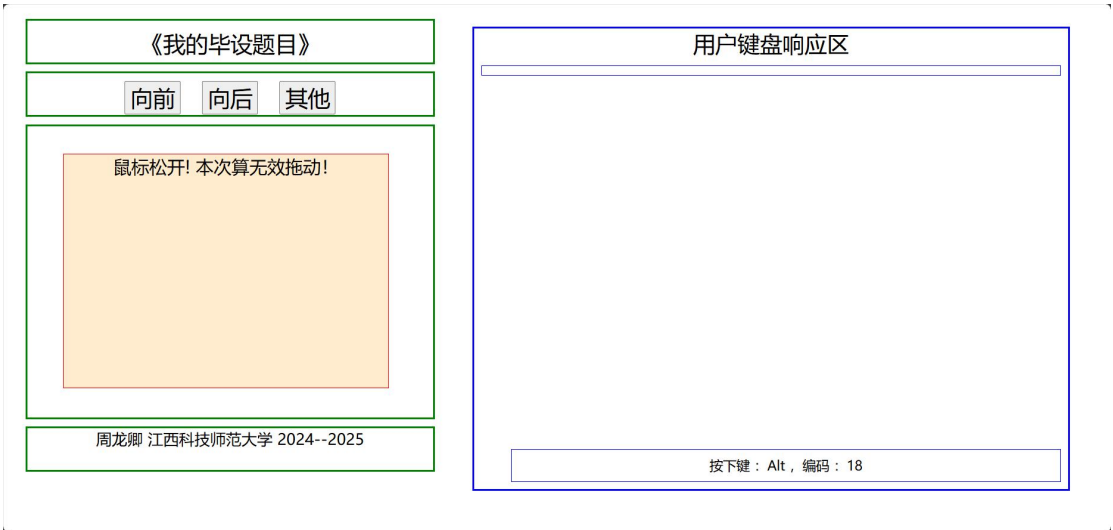 《我的毕设题目》
向前 向后 其他
鼠标松开! 本次算无效拖动!
周龙卿 江西科技师范大学 2024--2025
用户键盘响应区
按下键 : Alt , 编码 : 18